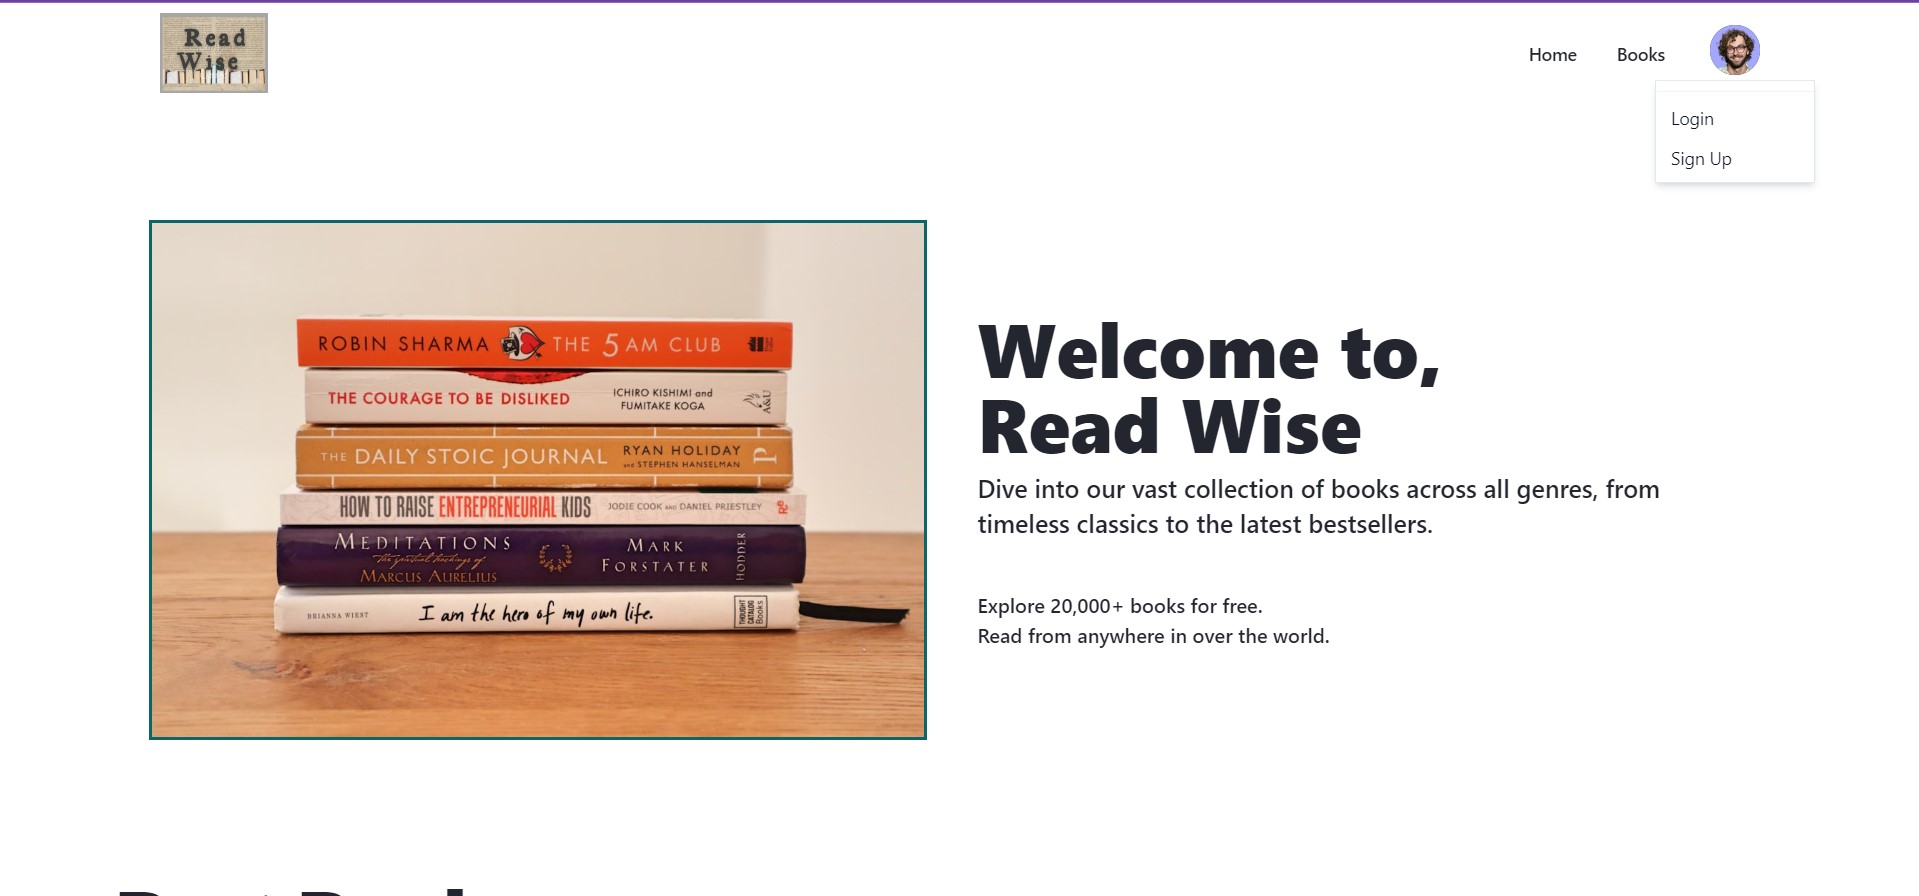 Read
Wise
Home
Books
Login
Sign Up
ROBIN SHARMA THE 5 AM CLUB
THE COURAGE TO BE DISLIKED
ICHIRO KISHIMI and
FUMITAKE KOGA
A&U
THE DAILY STOIC JOURNAL
RYAN HOLIDAY
and STEPHEN HANSELMAN
P
HOW TO RAISE ENTREPRENEURIAL KIDS
JODIE COOK AND DANIEL PRIESTLEY
MEDITATIONS
The spiritual teachings of
MARCUS AURELIUS
MARK
FORSTATER
HODDER
BRIANNA WIEST
I am the hero of my own life.
THOUGHT
CATALOG
Books
Welcome to,
Read Wise
Dive into our vast collection of books across all genres, from
timeless classics to the latest bestsellers.
Explore 20,000+ books for free.
Read from anywhere in over the world.